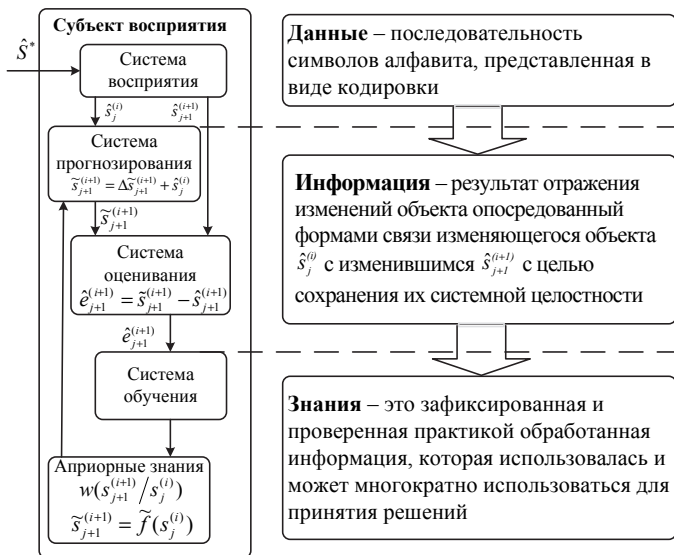 Субъект восприятия
Ŝ*
Система
восприятия
ŝ_j^(i) ŝ_{j+1}^(i+1)
Система
прогнозирования
s̃_{j+1}^(i+1) = Δs̃_{j+1}^(i+1) + ŝ_j^(i)
s̃_{j+1}^(i+1)
Система
оценивания
ê_{j+1}^(i+1) = s̃_{j+1}^(i+1) − ŝ_{j+1}^(i+1)
ê_{j+1}^(i+1)
Система
обучения
Априорные знания
w(s_{j+1}^(i+1)/s_j^(i))
s̃_{j+1}^(i+1) = f̃(s_j^(i))
Данные – последовательность
символов алфавита, представленная в
виде кодировки
Информация – результат отражения
изменений объекта опосредованный
формами связи изменяющегося объекта
ŝ_j^(i) с изменившимся ŝ_{j+1}^(i+1) с целью
сохранения их системной целостности
Знания – это зафиксированная и
проверенная практикой обработанная
информация, которая использовалась и
может многократно использоваться для
принятия решений